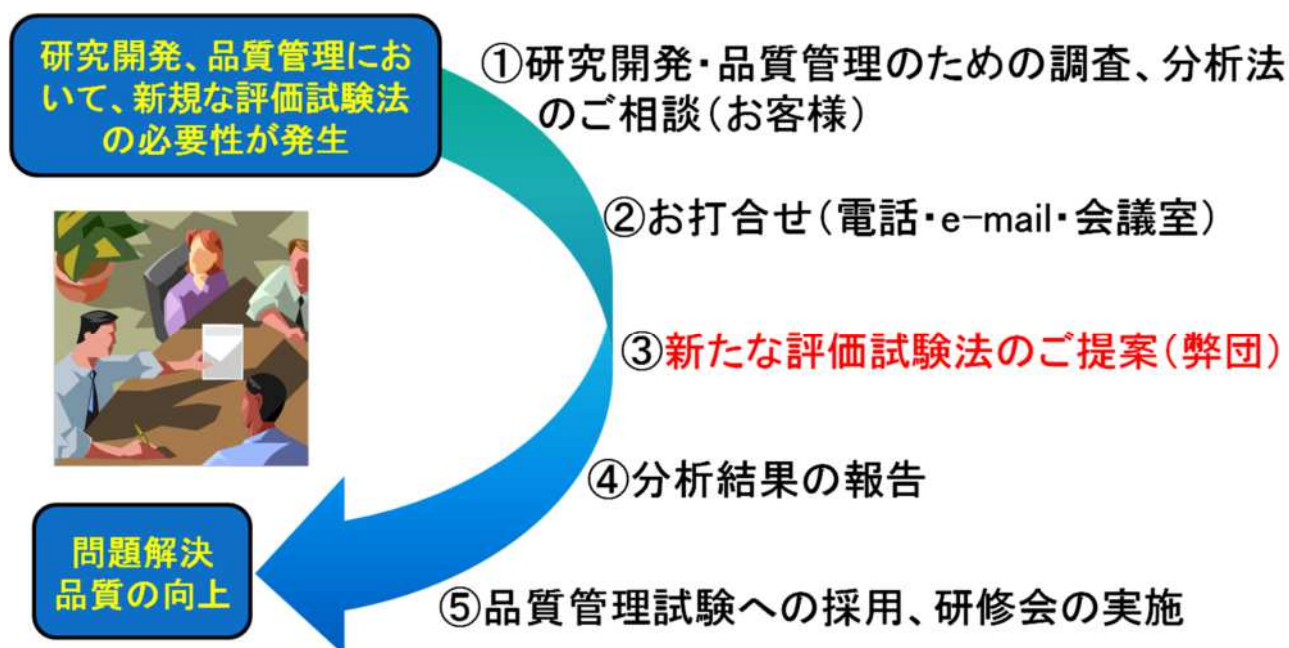 研究開発、品質管理にお
いて、新規な評価試験法
の必要性が発生
①研究開発・品質管理のための調査、分析法
のご相談（お客様）
②お打合せ（電話・e-mail・会議室）
③新たな評価試験法のご提案（弊団）
④分析結果の報告
問題解決
品質の向上
⑤品質管理試験への採用、研修会の実施